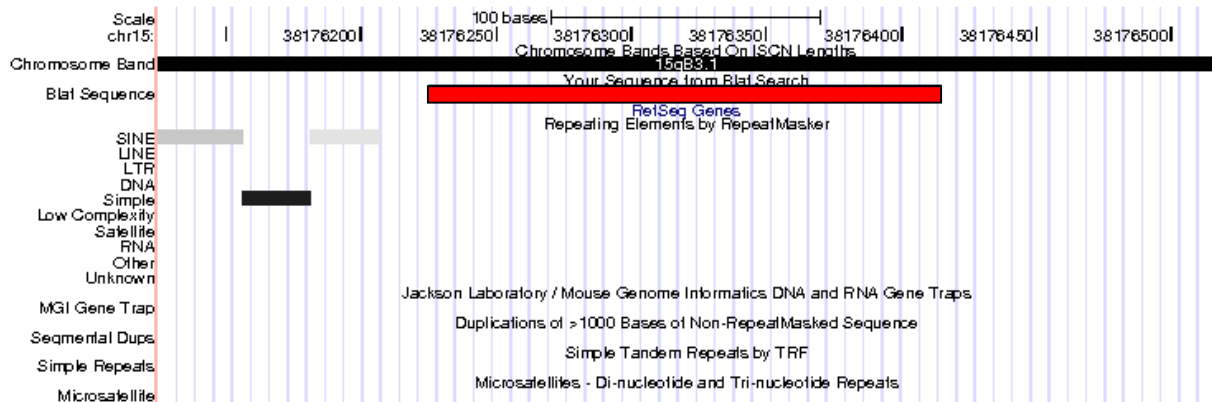 Scale 100 bases
chr15: 38176200 38176250 38176300 38176350 38176400 38176450 38176500
Chromosome Bands Based On ISCN Lengths
Chromosome Band 15qB3.1
Your Sequence from Blat Search
Blat Sequence
RefSeq Genes
Repeating Elements by RepeatMasker
SINE
LINE
LTR
DNA
Simple
Low Complexity
Satellite
RNA
Other
Unknown
Jackson Laboratory / Mouse Genome Informatics DNA and RNA Gene Traps
MGI Gene Trap
Duplications of >1000 Bases of Non-RepeatMasked Sequence
Segmental Dups
Simple Tandem Repeats by TRF
Simple Repeats
Microsatellites - Di-nucleotide and Tri-nucleotide Repeats
Microsatellite